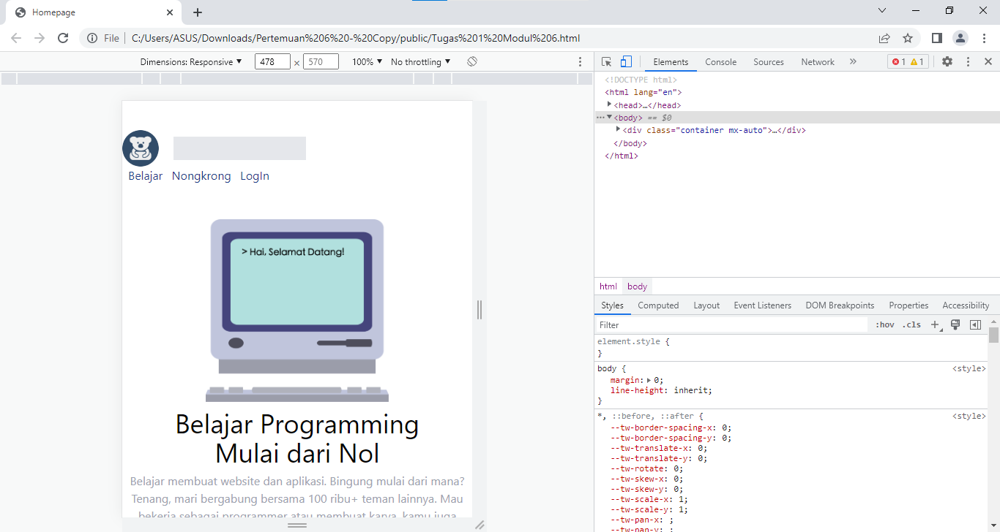 Homepage
File
C:/Users/ASUS/Downloads/Pertemuan%206%20-%20Copy/public/Tugas%201%20Modul%206.html
Dimensions: Responsive ▼ 478 × 570 100% ▼ No throttling ▼
Elements Console Sources Network » 1 1
Belajar Nongkrong LogIn
> Hai, Selamat Datang!
Belajar Programming
Mulai dari Nol
Belajar membuat website dan aplikasi. Bingung mulai dari mana?
Tenang, mari bergabung bersama 100 ribu+ teman lainnya. Mau
bekerja sebagai programmer atau membuat karya, kamu juga
<!DOCTYPE html>
<html lang="en">
<head>…</head>
<body> == $0
<div class="container mx-auto">…</div>
</body>
</html>
html body
Styles Computed Layout Event Listeners DOM Breakpoints Properties Accessibility
Filter :hov .cls
element.style {
}
body { <style>
margin: 0;
line-height: inherit;
}
*, ::before, ::after { <style>
--tw-border-spacing-x: 0;
--tw-border-spacing-y: 0;
--tw-translate-x: 0;
--tw-translate-y: 0;
--tw-rotate: 0;
--tw-skew-x: 0;
--tw-skew-y: 0;
--tw-scale-x: 1;
--tw-scale-y: 1;
--tw-pan-x: ;
--tw-pan-y: ;